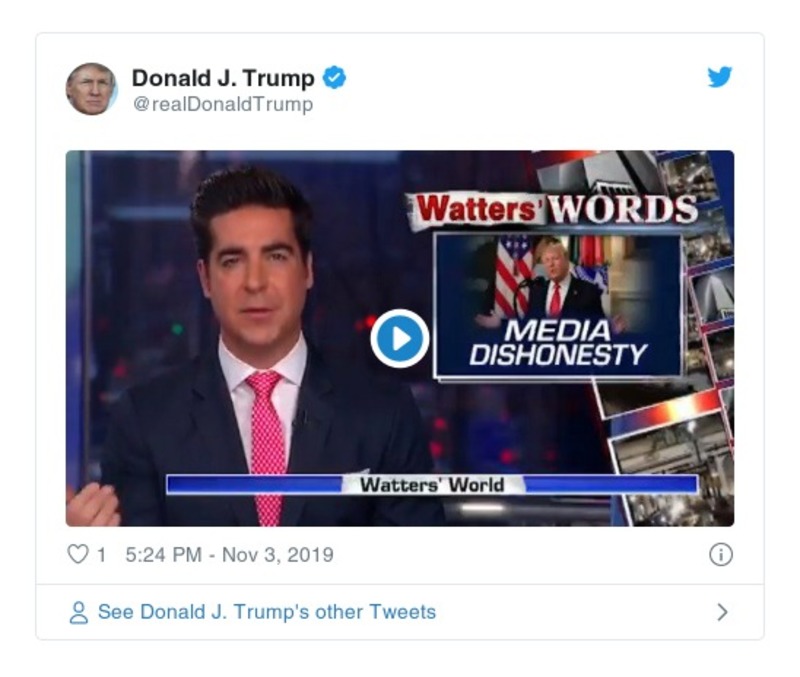 Donald J. Trump
@realDonaldTrump
Watters' WORDS
MEDIA
DISHONESTY
Watters' World
1 5:24 PM - Nov 3, 2019
See Donald J. Trump's other Tweets